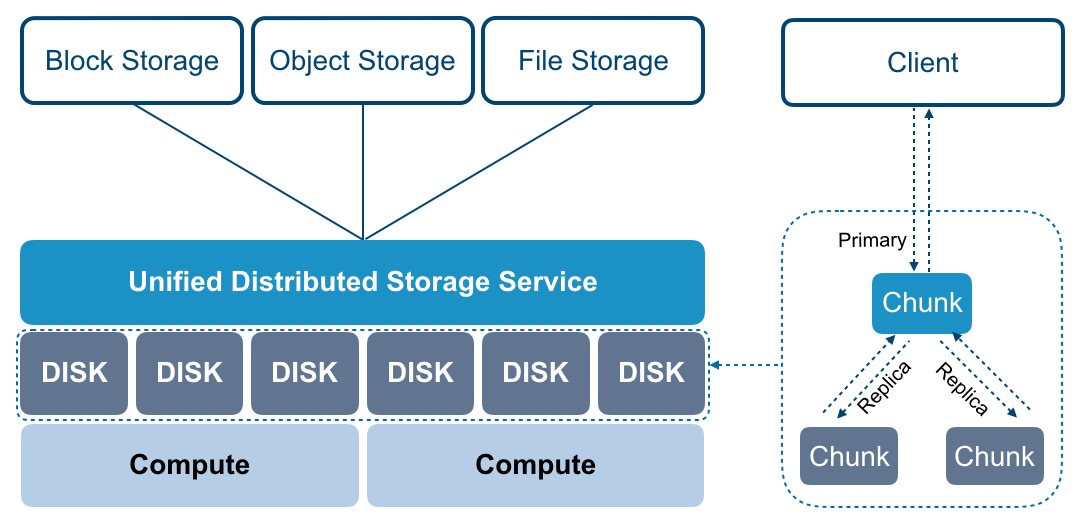 Block Storage
Object Storage
File Storage
Client
Primary
Unified Distributed Storage Service
Chunk
DISK
DISK
DISK
DISK
DISK
DISK
Replica
Replica
Compute
Compute
Chunk
Chunk